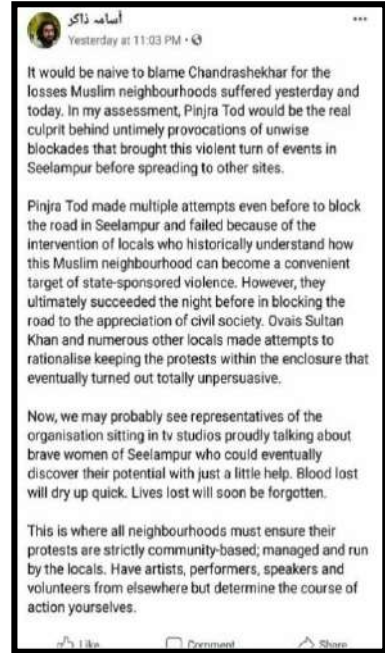 أسامہ ذاکر
Yesterday at 11:03 PM ·
It would be naive to blame Chandrashekhar for the
losses Muslim neighbourhoods suffered yesterday and
today. In my assessment, Pinjra Tod would be the real
culprit behind untimely provocations of unwise
blockades that brought this violent turn of events in
Seelampur before spreading to other sites.
Pinjra Tod made multiple attempts even before to block
the road in Seelampur and failed because of the
intervention of locals who historically understand how
this Muslim neighbourhood can become a convenient
target of state-sponsored violence. However, they
ultimately succeeded the night before in blocking the
road to the appreciation of civil society. Ovais Sultan
Khan and numerous other locals made attempts to
rationalise keeping the protests within the enclosure that
eventually turned out totally unpersuasive.
Now, we may probably see representatives of the
organisation sitting in tv studios proudly talking about
brave women of Seelampur who could eventually
discover their potential with just a little help. Blood lost
will dry up quick. Lives lost will soon be forgotten.
This is where all neighbourhoods must ensure their
protests are strictly community-based; managed and run
by the locals. Have artists, performers, speakers and
volunteers from elsewhere but determine the course of
action yourselves.
Like Comment Share